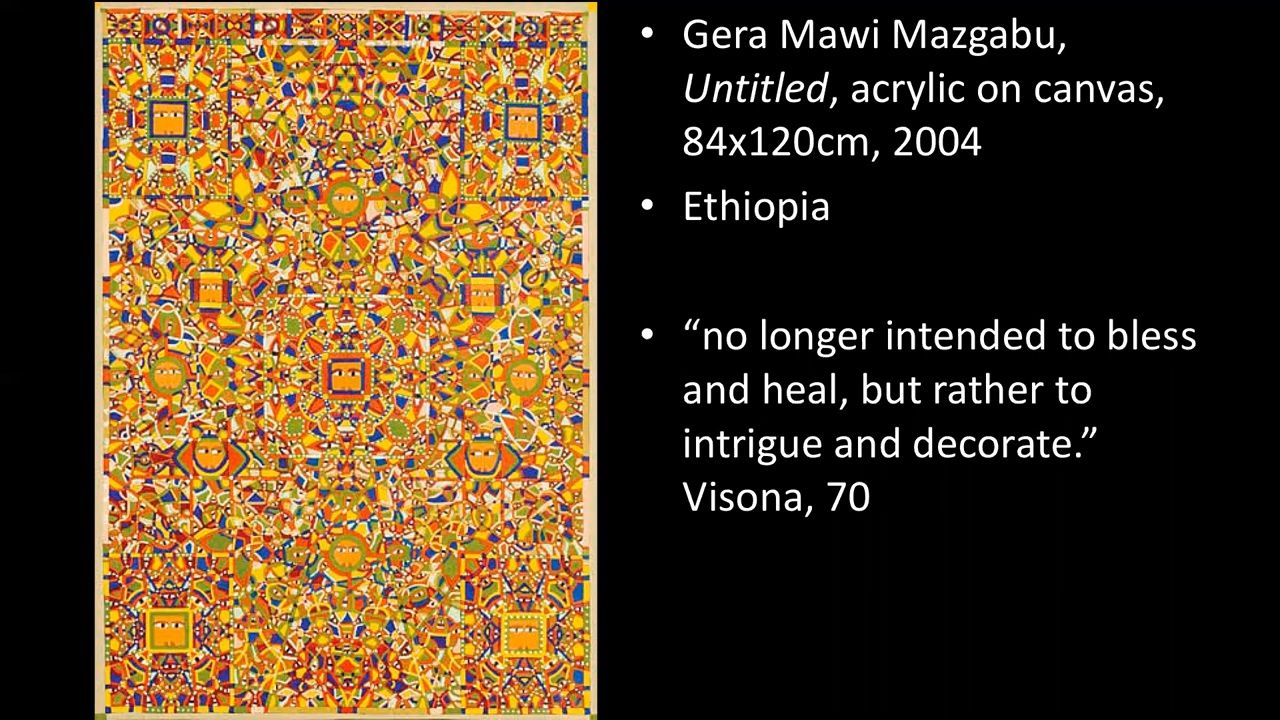 • Gera Mawi Mazgabu,
Untitled, acrylic on canvas,
84x120cm, 2004
• Ethiopia
• “no longer intended to bless
and heal, but rather to
intrigue and decorate.”
Visona, 70